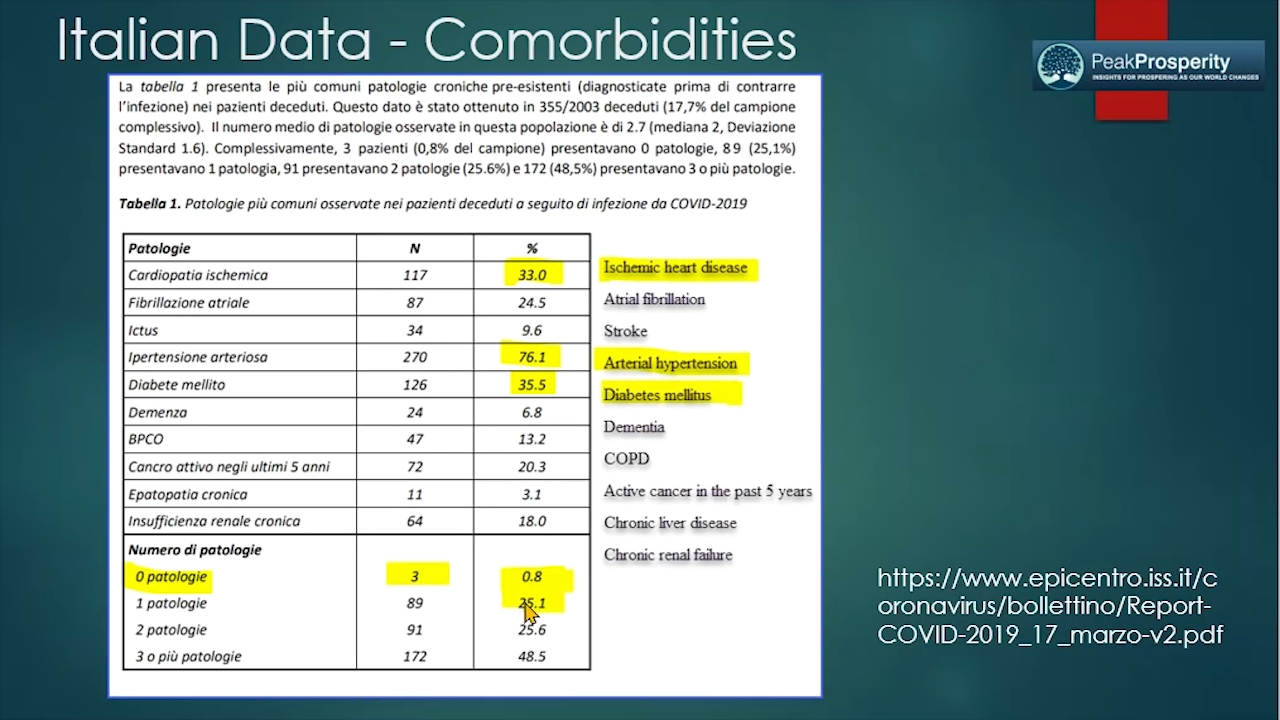 Italian Data - Comorbidities
PeakProsperity
INSIGHTS FOR PROSPERING AS OUR WORLD CHANGES
La tabella 1 presenta le più comuni patologie croniche pre-esistenti (diagnosticate prima di contrarre
l'infezione) nei pazienti deceduti. Questo dato è stato ottenuto in 355/2003 deceduti (17,7% del campione
complessivo). Il numero medio di patologie osservate in questa popolazione è di 2.7 (mediana 2, Deviazione
Standard 1.6). Complessivamente, 3 pazienti (0,8% del campione) presentavano 0 patologie, 89 (25,1%)
presentavano 1 patologia, 91 presentavano 2 patologie (25.6%) e 172 (48,5%) presentavano 3 o più patologie.
Tabella 1. Patologie più comuni osservate nei pazienti deceduti a seguito di infezione da COVID-2019
Patologie N %
Cardiopatia ischemica 117 33.0 Ischemic heart disease
Fibrillazione atriale 87 24.5 Atrial fibrillation
Ictus 34 9.6 Stroke
Ipertensione arteriosa 270 76.1 Arterial hypertension
Diabete mellito 126 35.5 Diabetes mellitus
Demenza 24 6.8 Dementia
BPCO 47 13.2 COPD
Cancro attivo negli ultimi 5 anni 72 20.3 Active cancer in the past 5 years
Epatopatia cronica 11 3.1 Chronic liver disease
Insufficienza renale cronica 64 18.0 Chronic renal failure
Numero di patologie
0 patologie 3 0.8
1 patologie 89 25.1
2 patologie 91 25.6
3 o più patologie 172 48.5
https://www.epicentro.iss.it/c
oronavirus/bollettino/Report-
COVID-2019_17_marzo-v2.pdf